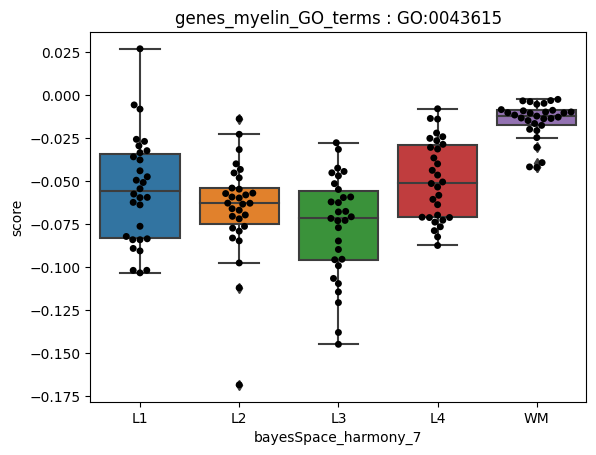 genes_myelin_GO_terms : GO:0043615
0.025
0.000
−0.025
−0.050
−0.075
−0.100
−0.125
−0.150
−0.175
score
L1 L2 L3 L4 WM
bayesSpace_harmony_7